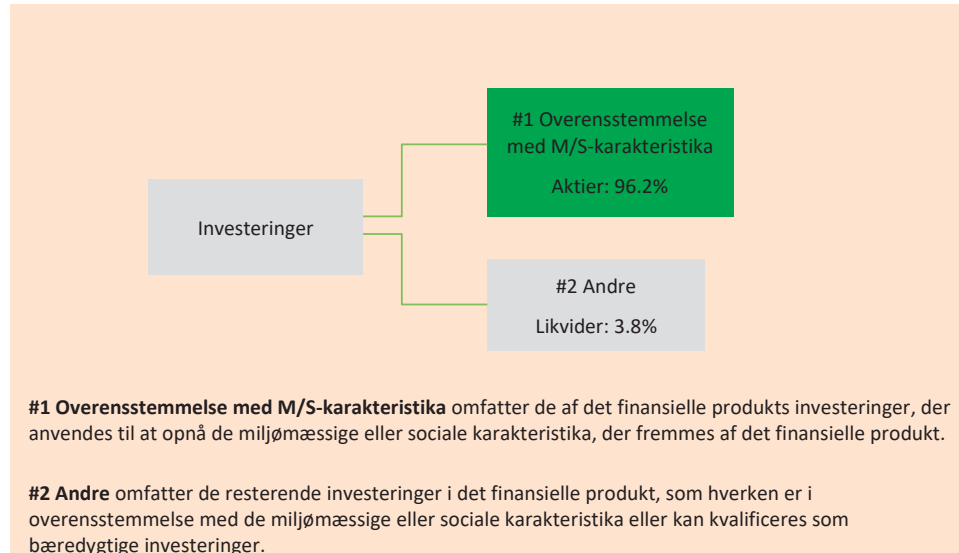 #1 Overensstemmelse
med M/S-karakteristika
Aktier: 96.2%
Investeringer
#2 Andre
Likvider: 3.8%
#1 Overensstemmelse med M/S-karakteristika omfatter de af det finansielle produkts investeringer, der
anvendes til at opnå de miljømæssige eller sociale karakteristika, der fremmes af det finansielle produkt.
#2 Andre omfatter de resterende investeringer i det finansielle produkt, som hverken er i
overensstemmelse med de miljømæssige eller sociale karakteristika eller kan kvalificeres som
bæredygtige investeringer.